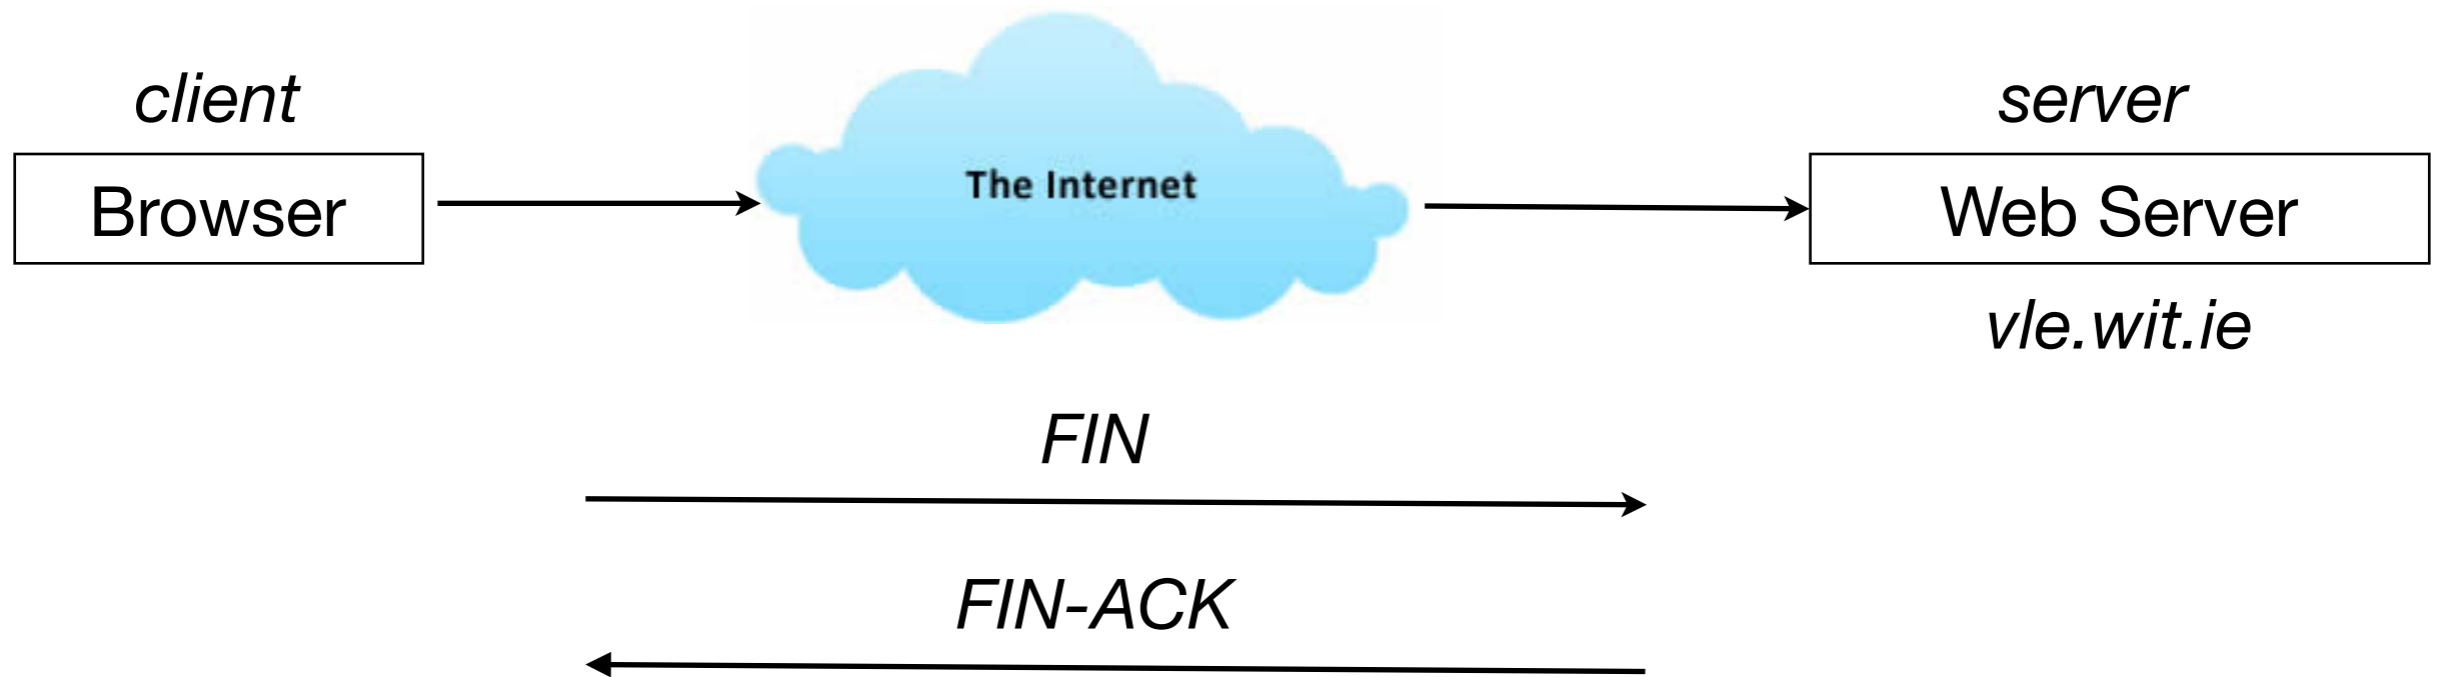 client
server
Browser
The Internet
Web Server
vle.wit.ie
FIN
FIN-ACK